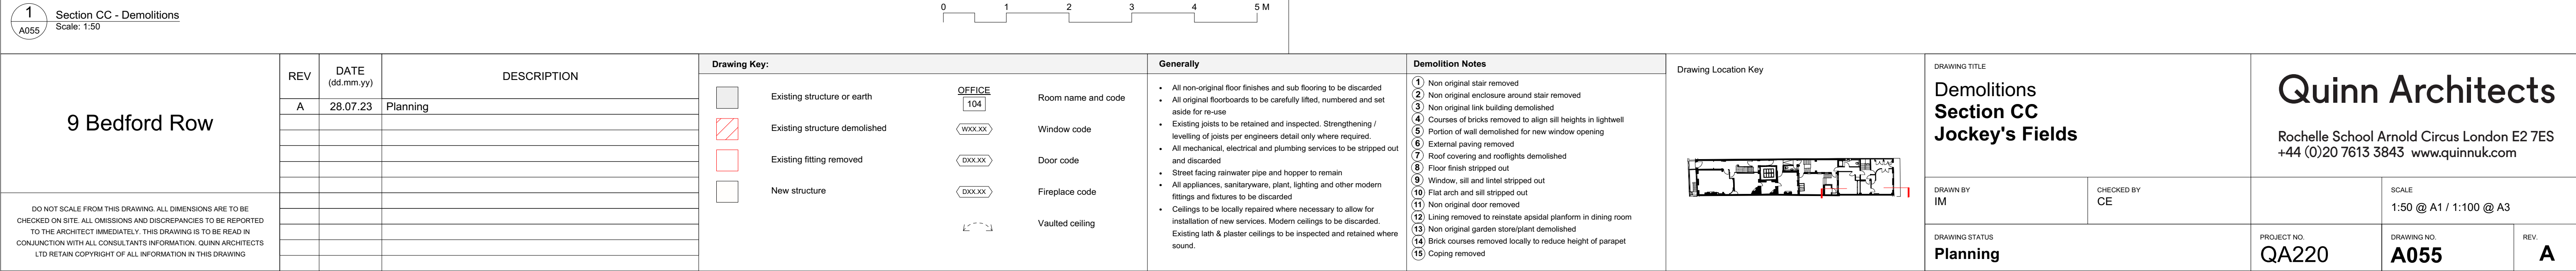 1
A055
Section CC - Demolitions
Scale: 1:50
0 1 2 3 4 5 M
9 Bedford Row
DO NOT SCALE FROM THIS DRAWING. ALL DIMENSIONS ARE TO BE
CHECKED ON SITE. ALL OMISSIONS AND DISCREPANCIES TO BE REPORTED
TO THE ARCHITECT IMMEDIATELY. THIS DRAWING IS TO BE READ IN
CONJUNCTION WITH ALL CONSULTANTS INFORMATION. QUINN ARCHITECTS
LTD RETAIN COPYRIGHT OF ALL INFORMATION IN THIS DRAWING
REV DATE (dd.mm.yy) DESCRIPTION
A 28.07.23 Planning
Drawing Key:
Existing structure or earth
Existing structure demolished
Existing fitting removed
New structure
OFFICE
104 Room name and code
WXX.XX Window code
DXX.XX Door code
DXX.XX Fireplace code
Vaulted ceiling
Generally
• All non-original floor finishes and sub flooring to be discarded
• All original floorboards to be carefully lifted, numbered and set
aside for re-use
• Existing joists to be retained and inspected. Strengthening /
levelling of joists per engineers detail only where required.
• All mechanical, electrical and plumbing services to be stripped out
and discarded
• Street facing rainwater pipe and hopper to remain
• All appliances, sanitaryware, plant, lighting and other modern
fittings and fixtures to be discarded
• Ceilings to be locally repaired where necessary to allow for
installation of new services. Modern ceilings to be discarded.
Existing lath & plaster ceilings to be inspected and retained where
sound.
Demolition Notes
1 Non original stair removed
2 Non original enclosure around stair removed
3 Non original link building demolished
4 Courses of bricks removed to align sill heights in lightwell
5 Portion of wall demolished for new window opening
6 External paving removed
7 Roof covering and rooflights demolished
8 Floor finish stripped out
9 Window, sill and lintel stripped out
10 Flat arch and sill stripped out
11 Non original door removed
12 Lining removed to reinstate apsidal planform in dining room
13 Non original garden store/plant demolished
14 Brick courses removed locally to reduce height of parapet
15 Coping removed
Drawing Location Key
DRAWING TITLE
Demolitions
Section CC
Jockey's Fields
DRAWN BY
IM
CHECKED BY
CE
DRAWING STATUS
Planning
Quinn Architects
Rochelle School Arnold Circus London E2 7ES
+44 (0)20 7613 3843 www.quinnuk.com
SCALE
1:50 @ A1 / 1:100 @ A3
PROJECT NO.
QA220
DRAWING NO.
A055
REV.
A